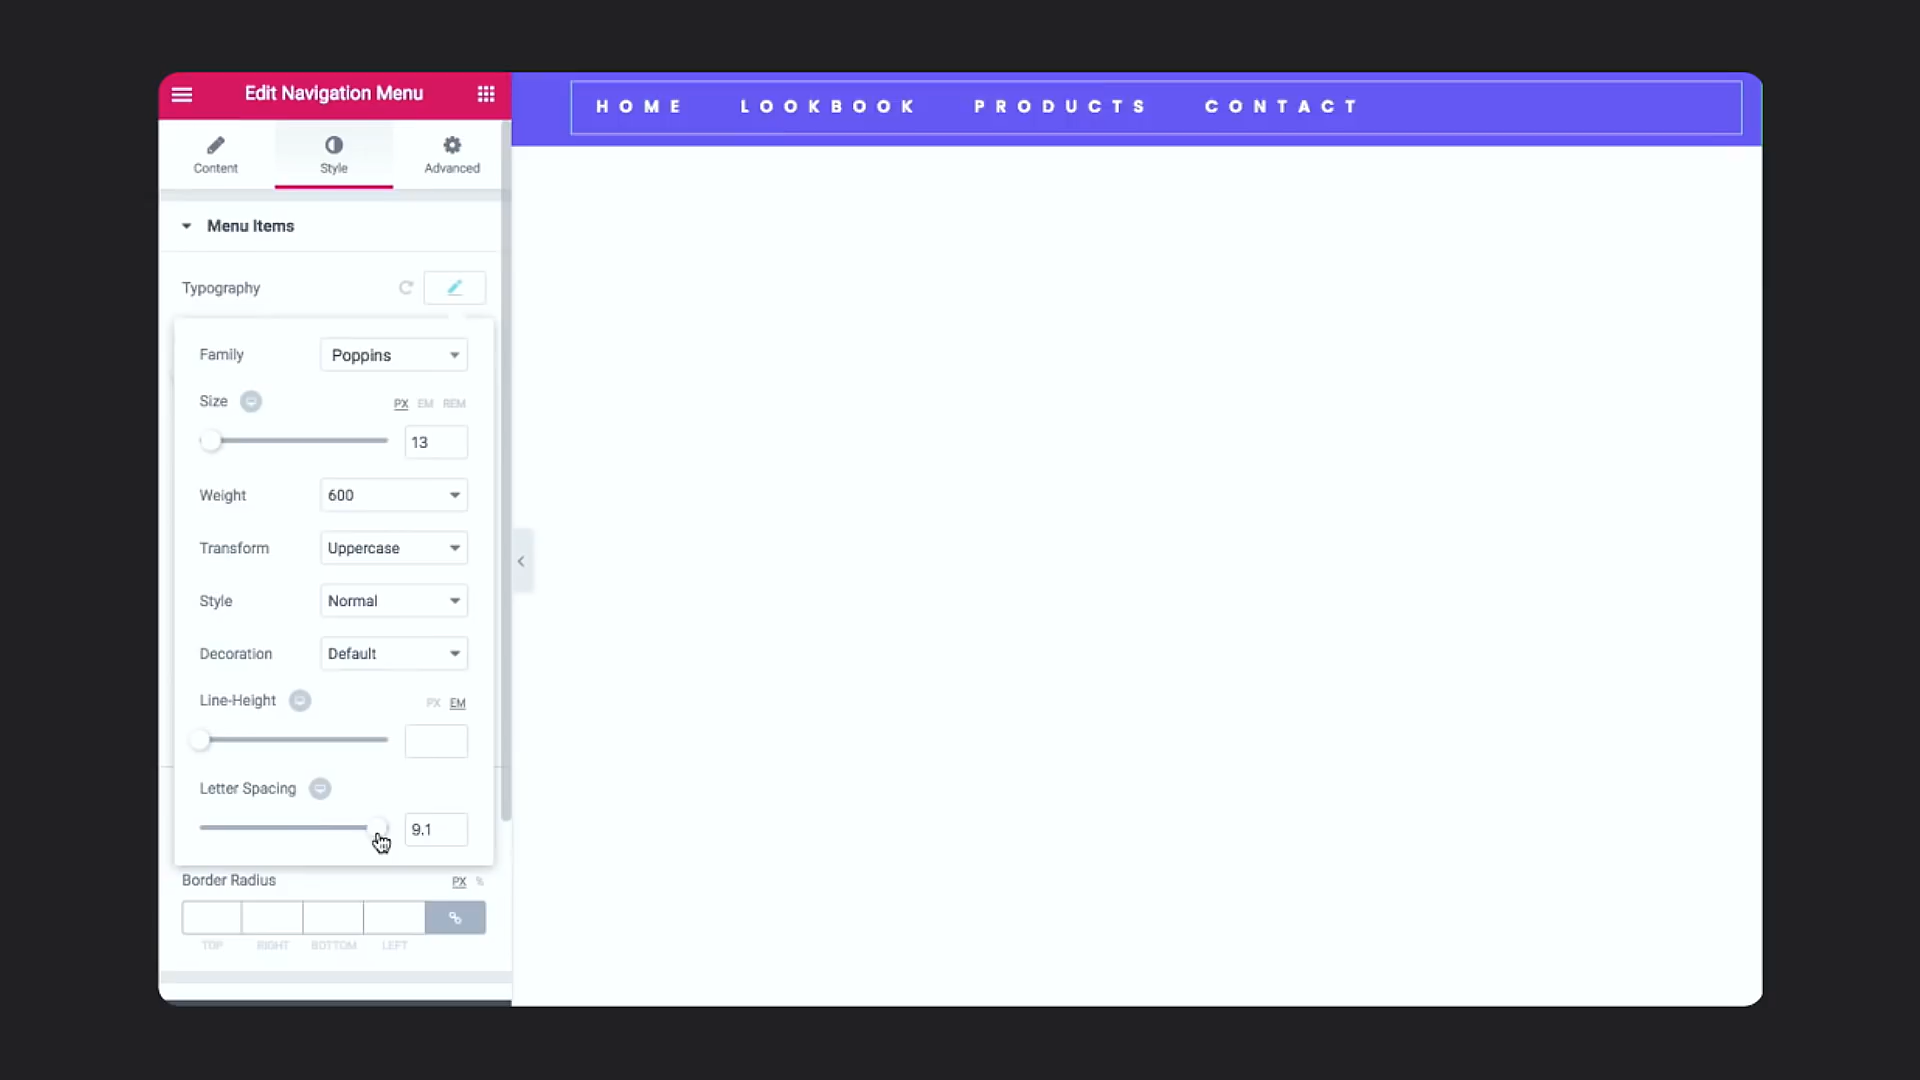 Edit Navigation Menu
HOME LOOKBOOK PRODUCTS CONTACT
Content Style Advanced
Menu Items
Typography
Family Poppins
Size PX EM REM
13
Weight 600
Transform Uppercase
Style Normal
Decoration Default
Line-Height PX EM
Letter Spacing
9.1
Border Radius PX %
TOP RIGHT BOTTOM LEFT